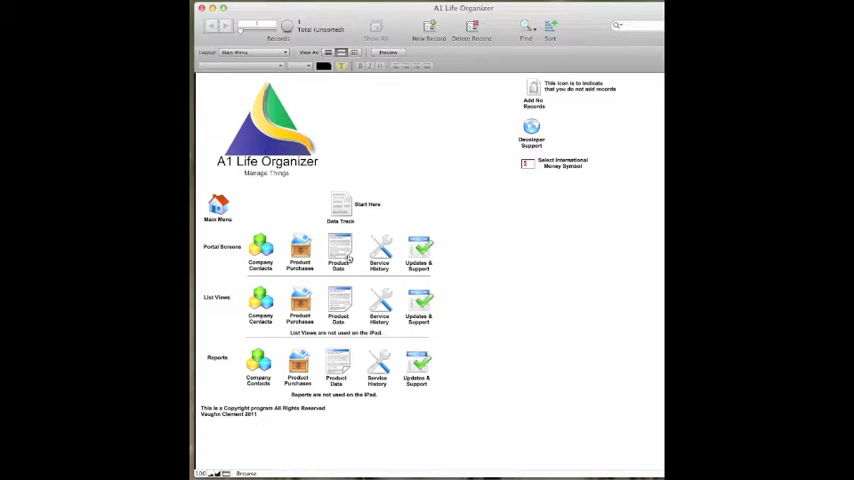 A1 Life Organizer
1
1
Total (Unsorted)
Records
Show All
New Record
Delete Record
Find
Sort
Layout:
Main Menu
View As:
Preview
B I U
This icon is to indicate
that you do not add records
Add No
Records
Developer
Support
$
Select International
Money Symbol
A1 Life Organizer
Manage Things
Main Menu
Start Here
Data Track
Portal Screens
Company
Contacts
Product
Purchases
Product
Data
Service
History
Updates &
Support
List Views
Company
Contacts
Product
Purchases
Product
Data
Service
History
Updates &
Support
List Views are not used on the iPad.
Reports
Company
Contacts
Product
Purchases
Product
Data
Service
History
Updates &
Support
Reports are not used on the iPad.
This is a Copyright program All Rights Reserved
Vaughn Clement 2011
100
Browse